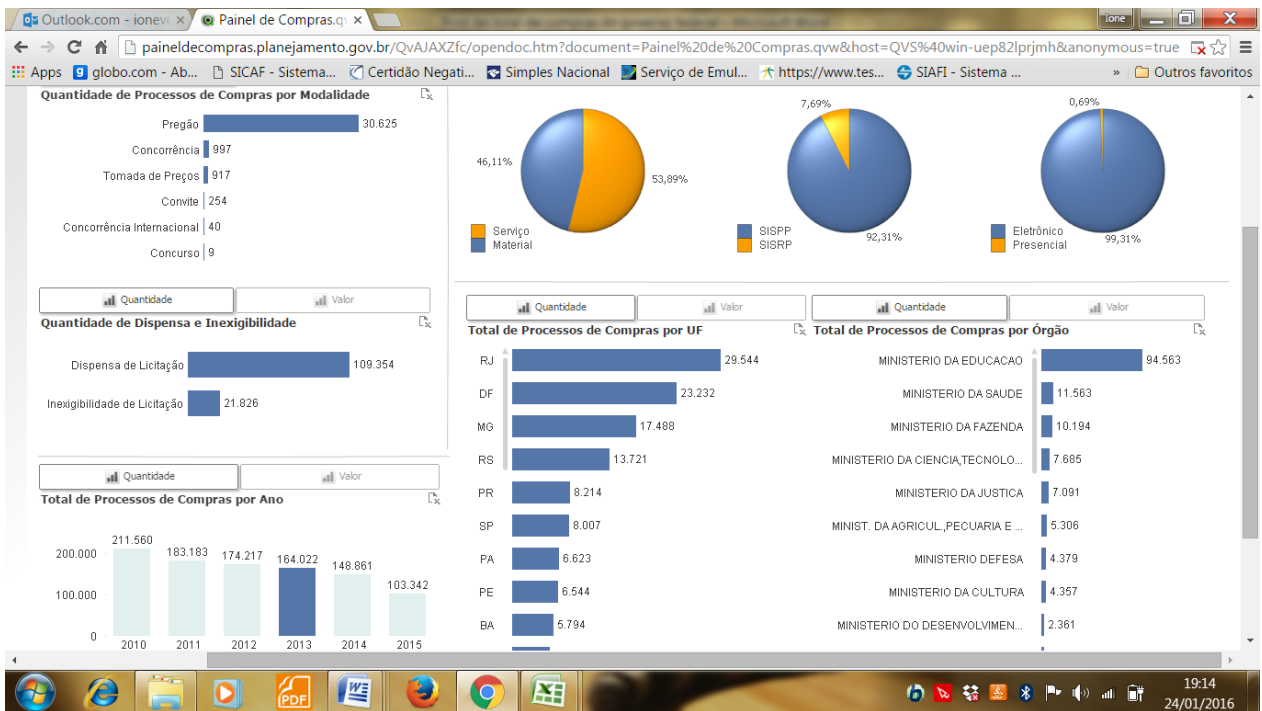 Outlook.com - ionev
Painel de Compras.q
Ione
paineldecompras.planejamento.gov.br/QvAJAXZfc/opendoc.htm?document=Painel%20de%20Compras.qvw&host=QVS%40win-uep82lprjmh&anonymous=true
Apps globo.com - Ab... SICAF - Sistema... Certidão Negati... Simples Nacional Serviço de Emul... https://www.tes... SIAFI - Sistema ... » Outros favoritos
Quantidade de Processos de Compras por Modalidade
Pregão 30.625
Concorrência 997
Tomada de Preços 917
Convite 254
Concorrência Internacional 40
Concurso 9
46,11%
53,89%
Serviço
Material
7,69%
92,31%
SISPP
SISRP
0,69%
99,31%
Eletrônico
Presencial
Quantidade Valor
Quantidade de Dispensa e Inexigibilidade
Dispensa de Licitação 109.354
Inexigibilidade de Licitação 21.826
Quantidade Valor
Total de Processos de Compras por Ano
211.560 183.183 174.217 164.022 148.861 103.342
200.000
100.000
0
2010 2011 2012 2013 2014 2015
Quantidade Valor
Total de Processos de Compras por UF
RJ 29.544
DF 23.232
MG 17.488
RS 13.721
PR 8.214
SP 8.007
PA 6.623
PE 6.544
BA 5.794
Quantidade Valor
Total de Processos de Compras por Órgão
MINISTERIO DA EDUCACAO 94.563
MINISTERIO DA SAUDE 11.563
MINISTERIO DA FAZENDA 10.194
MINISTERIO DA CIENCIA,TECNOLO... 7.685
MINISTERIO DA JUSTICA 7.091
MINIST. DA AGRICUL.,PECUARIA E ... 5.306
MINISTERIO DEFESA 4.379
MINISTERIO DA CULTURA 4.357
MINISTERIO DO DESENVOLVIMEN... 2.361
PDF
19:14
24/01/2016